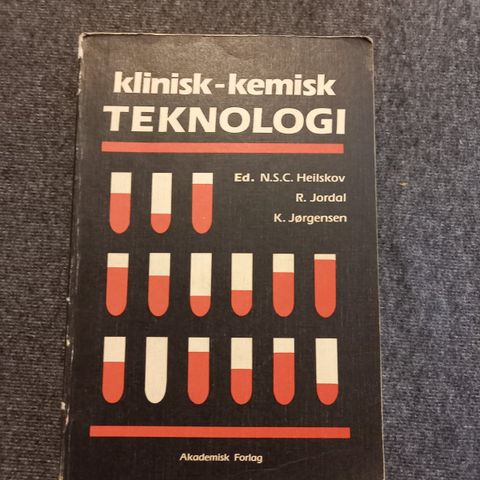 klinisk-kemisk
TEKNOLOGI
Ed. N.S.C. Heilskov
R. Jordal
K. Jørgensen
Akademisk Forlag